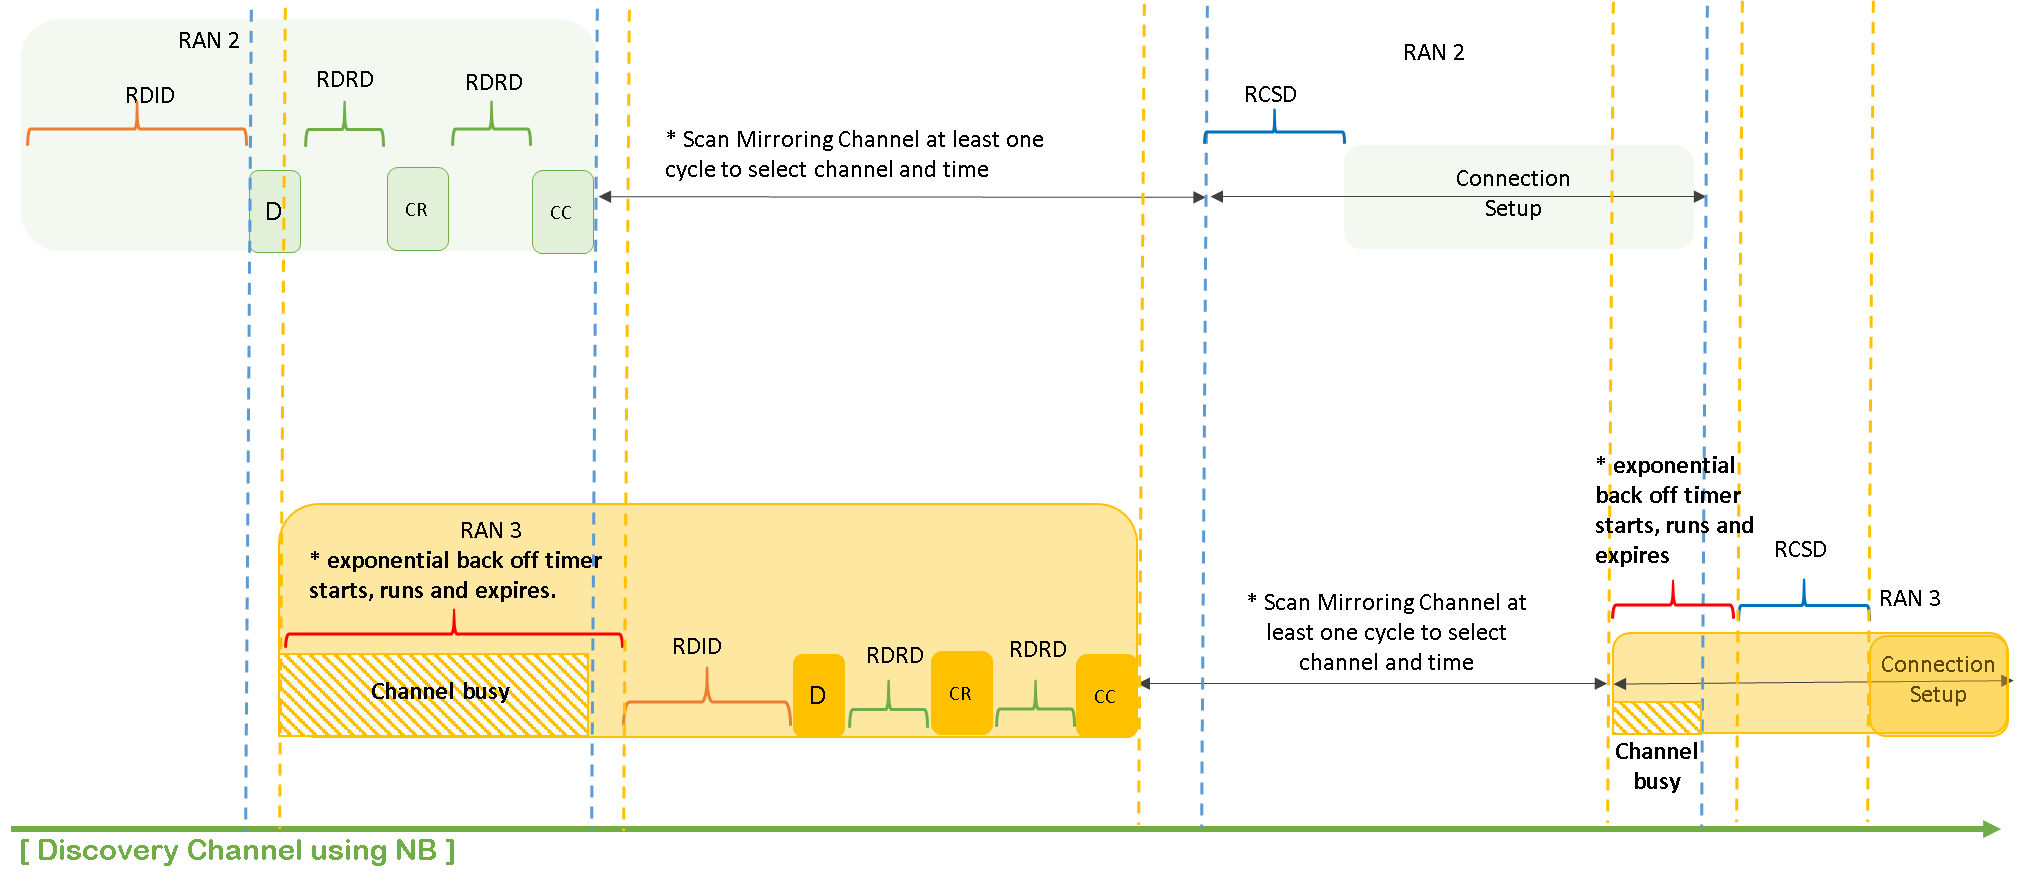 RAN 2
RDID
RDRD
RDRD
D
CR
CC
* Scan Mirroring Channel at least one
cycle to select channel and time
RAN 2
RCSD
Connection
Setup
RAN 3
* exponential back off timer
starts, runs and expires.
Channel busy
RDID
D
RDRD
CR
RDRD
CC
* Scan Mirroring Channel at
least one cycle to select
channel and time
* exponential
back off timer
starts, runs and
expires
RCSD
RAN 3
Connection
Setup
Channel
busy
[ Discovery Channel using NB ]